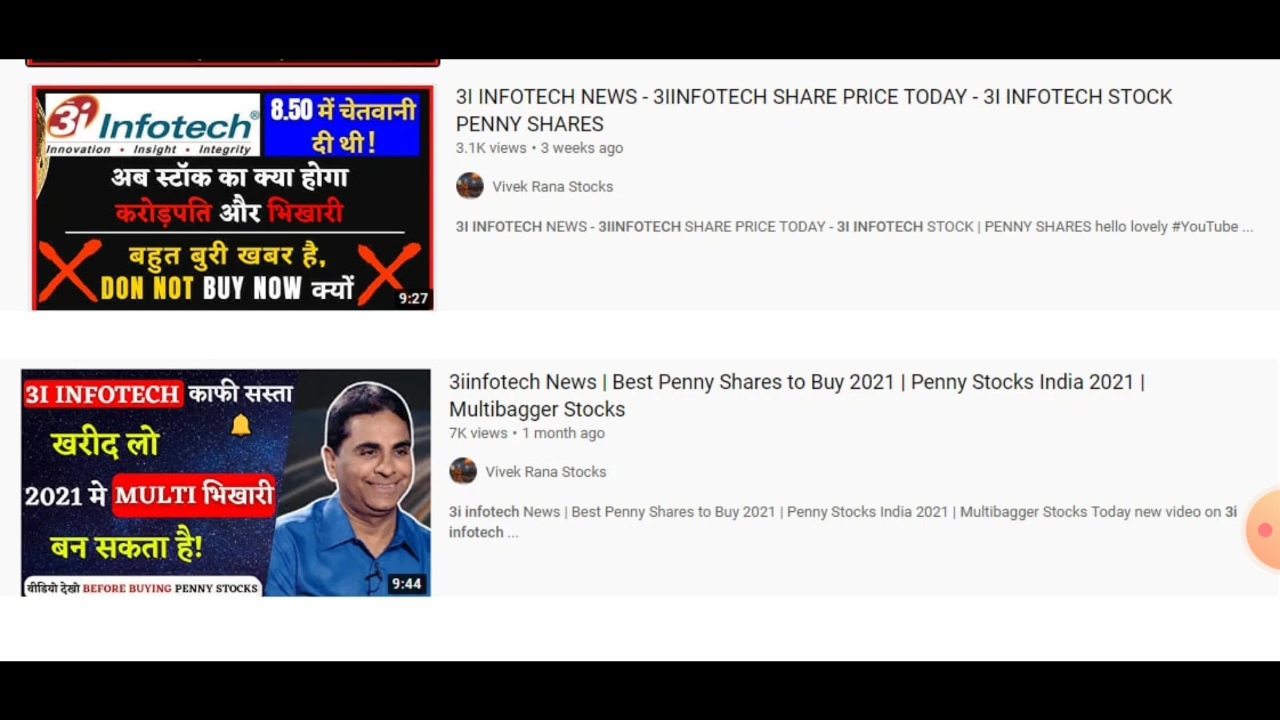 3i Infotech®
Innovation • Insight • Integrity
8.50 में चेतवानी
दी थी!
अब स्टॉक का क्या होगा
करोड़पति और भिखारी
बहुत बुरी खबर है,
DON NOT BUY NOW क्यों
9:27
3I INFOTECH NEWS - 3IINFOTECH SHARE PRICE TODAY - 3I INFOTECH STOCK
PENNY SHARES
3.1K views • 3 weeks ago
Vivek Rana Stocks
3I INFOTECH NEWS - 3IINFOTECH SHARE PRICE TODAY - 3I INFOTECH STOCK | PENNY SHARES hello lovely #YouTube ...
3I INFOTECH काफी सस्ता
खरीद लो
2021 मे MULTI भिखारी
बन सकता है!
वीडियो देखो BEFORE BUYING PENNY STOCKS
9:44
3iinfotech News | Best Penny Shares to Buy 2021 | Penny Stocks India 2021 |
Multibagger Stocks
7K views • 1 month ago
Vivek Rana Stocks
3i infotech News | Best Penny Shares to Buy 2021 | Penny Stocks India 2021 | Multibagger Stocks Today new video on 3i
infotech ...